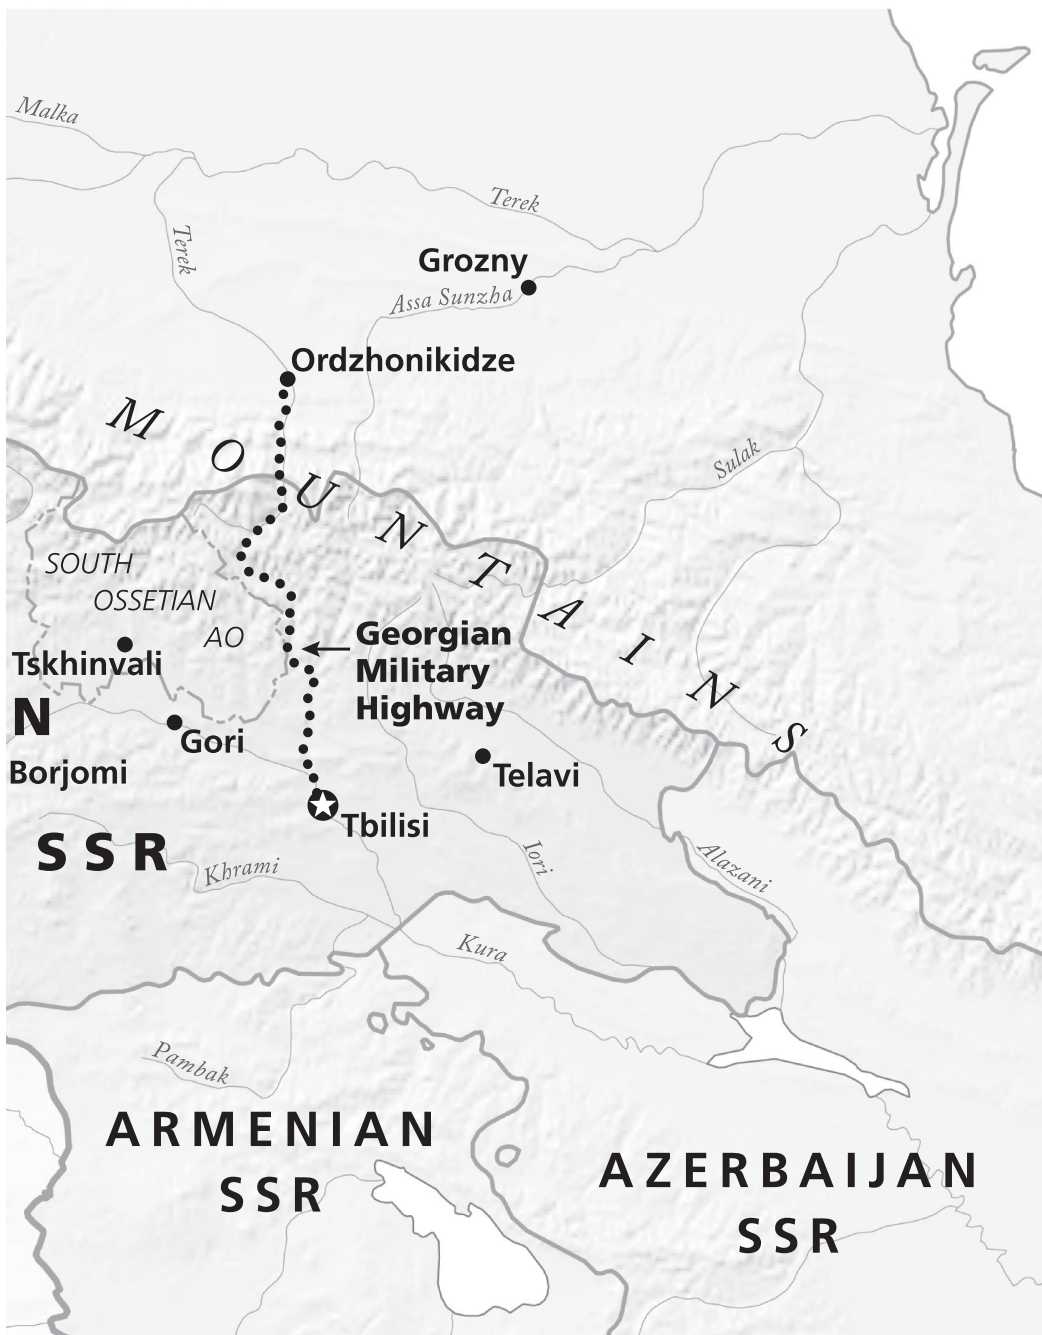 Malka
Terek
Terek
Grozny
Assa Sunzha
Ordzhonikidze
MOUNTAINS
Sulak
SOUTH
OSSETIAN
AO
Georgian
Military
Highway
Tskhinvali
N
Gori
Borjomi
Telavi
Tbilisi
SSR
Khrami
Iori
Alazani
Kura
Pambak
ARMENIAN
SSR
AZERBAIJAN
SSR